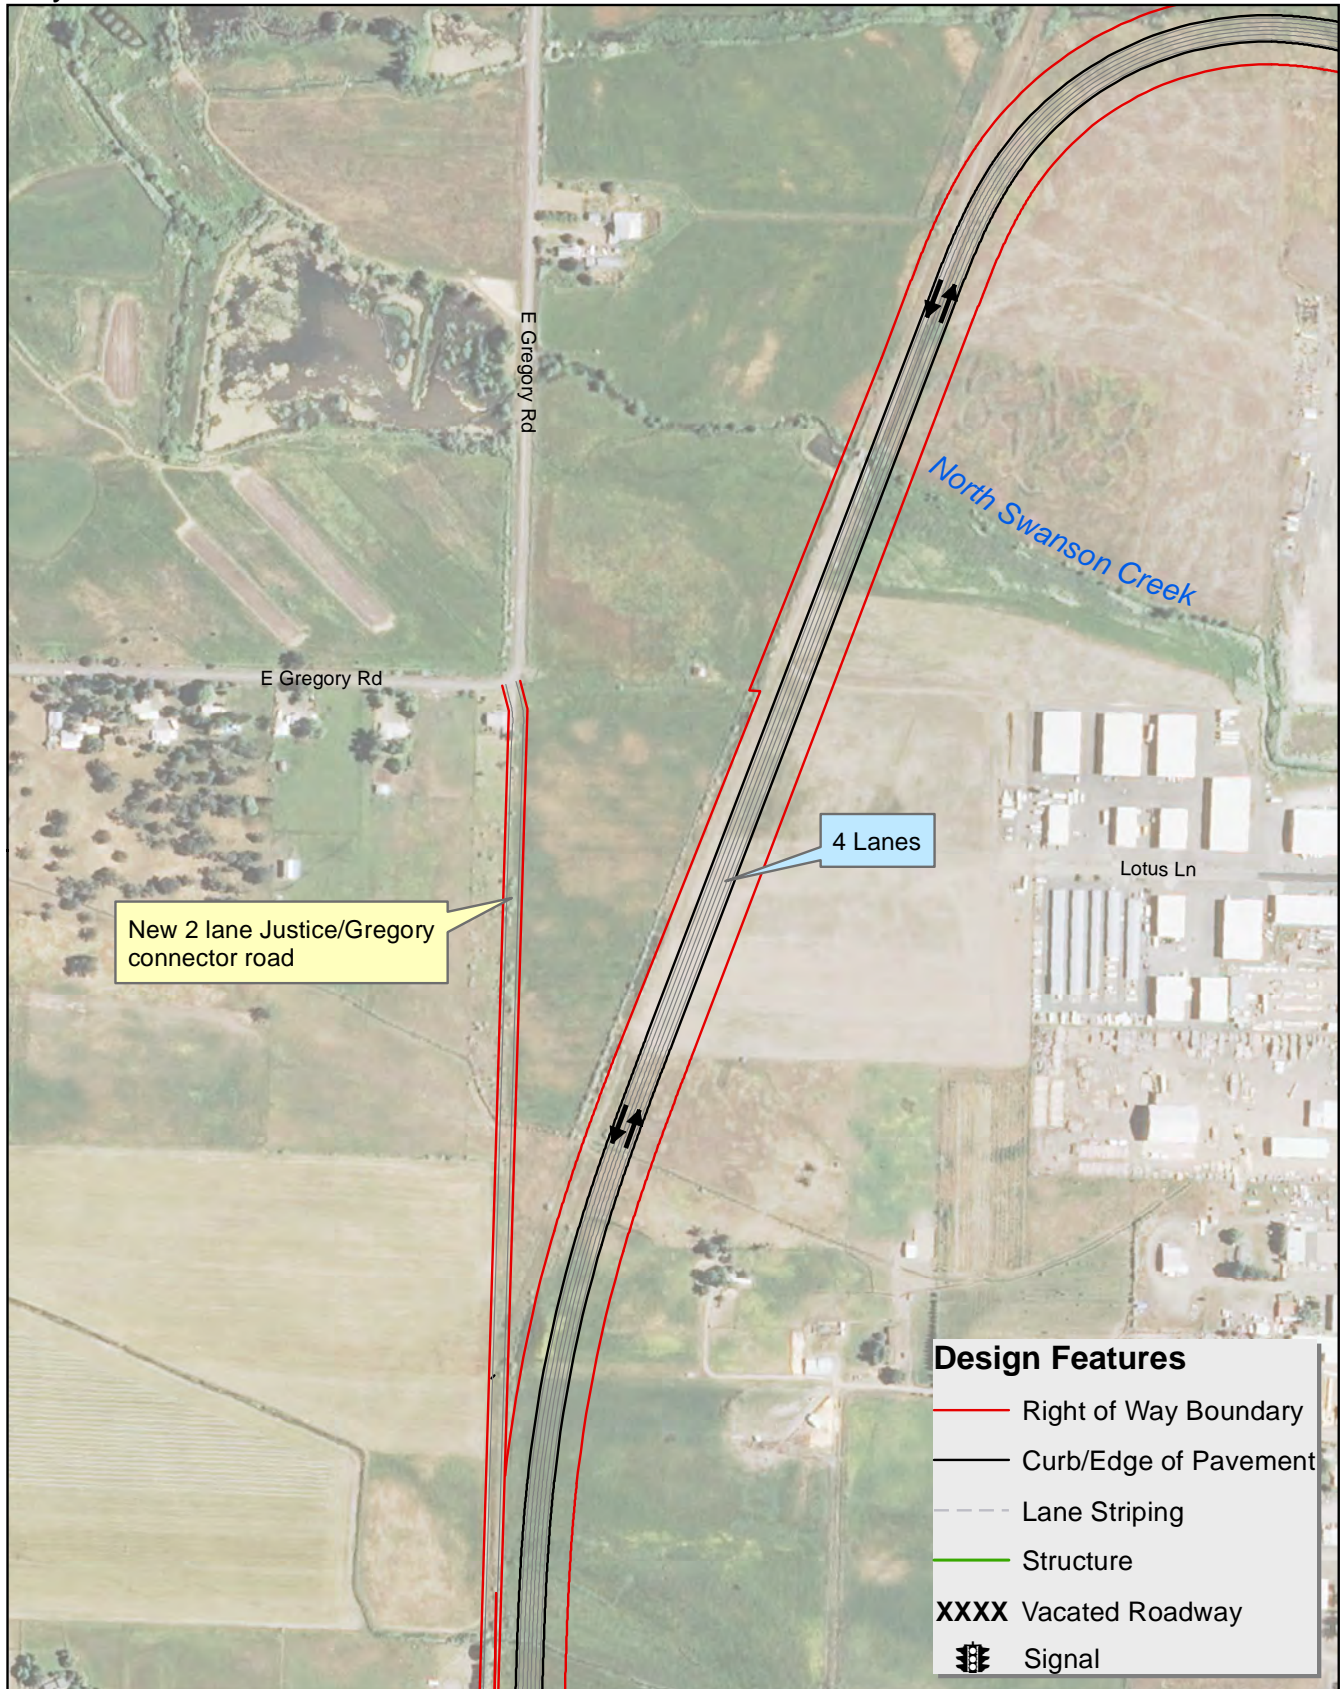 E Gregory Rd
North Swanson Creek
E Gregory Rd
4 Lanes
Lotus Ln
New 2 lane Justice/Gregory
connector road
Design Features
Right of Way Boundary
Curb/Edge of Pavement
Lane Striping
Structure
XXXX Vacated Roadway
Signal